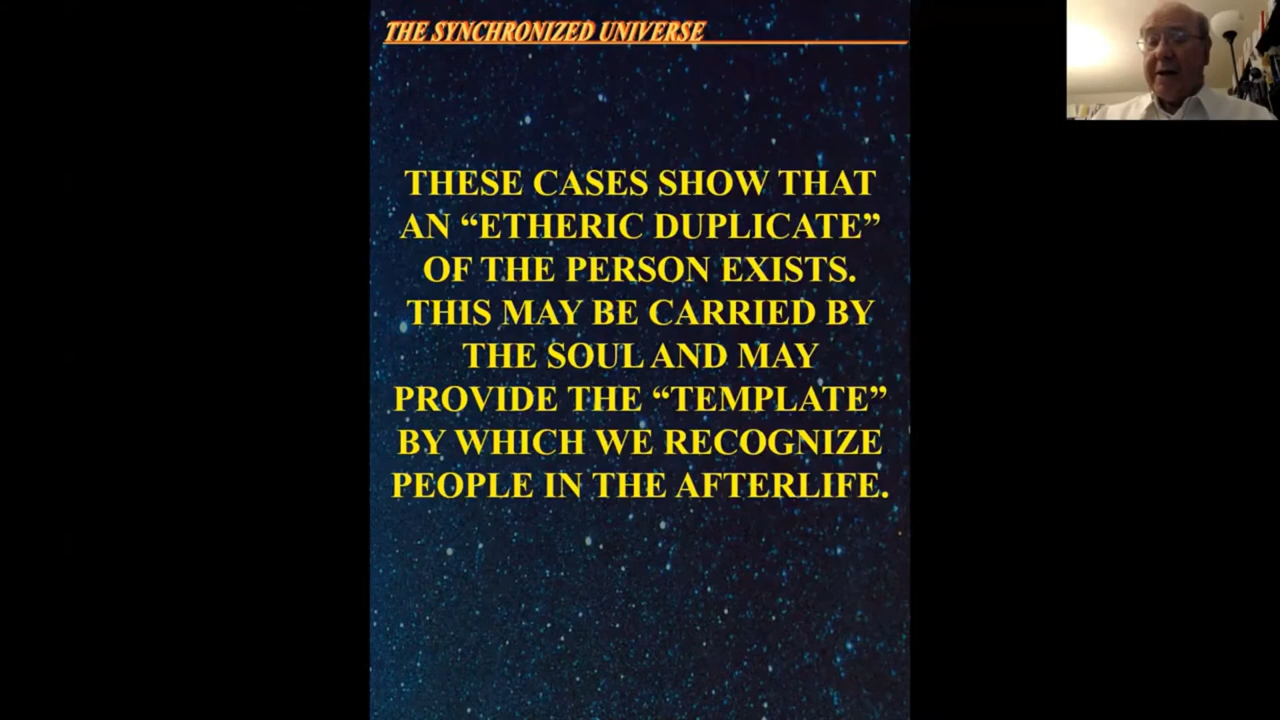 THE SYNCHRONIZED UNIVERSE
THESE CASES SHOW THAT
AN “ETHERIC DUPLICATE”
OF THE PERSON EXISTS.
THIS MAY BE CARRIED BY
THE SOUL AND MAY
PROVIDE THE “TEMPLATE”
BY WHICH WE RECOGNIZE
PEOPLE IN THE AFTERLIFE.